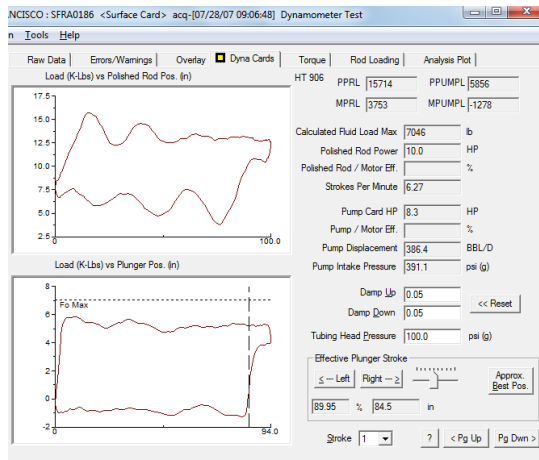 NCISCO : SFRA0186 <Surface Card> acq-[07/28/07 09:06:48] Dynamometer Test
n Tools Help
Raw Data Errors/Warnings Overlay Dyna Cards Torque Rod Loading Analysis Plot
Load (K-Lbs) vs Polished Rod Pos. (in)
17.5
15.0
12.5
10.0
7.5
5.0
2.5
0 100.0
Load (K-Lbs) vs Plunger Pos. (in)
8
Fo Max
6
4
2
0
-2
0 94.0
HT 906 PPRL 15714 PPUMPL 5856
MPRL 3753 MPUMPL -1278
Calculated Fluid Load Max 7046 lb
Polished Rod Power 10.0 HP
Polished Rod / Motor Eff. %
Strokes Per Minute 6.27
Pump Card HP 8.3 HP
Pump / Motor Eff. %
Pump Displacement 386.4 BBL/D
Pump Intake Pressure 391.1 psi (g)
Damp Up 0.05
Damp Down 0.05
<< Reset
Tubing Head Pressure 100.0 psi (g)
Effective Plunger Stroke
< -- Left Right -- > Approx. Best Pos.
89.95 % 84.5 in
Stroke 1 ? < Pg Up Pg Dwn >